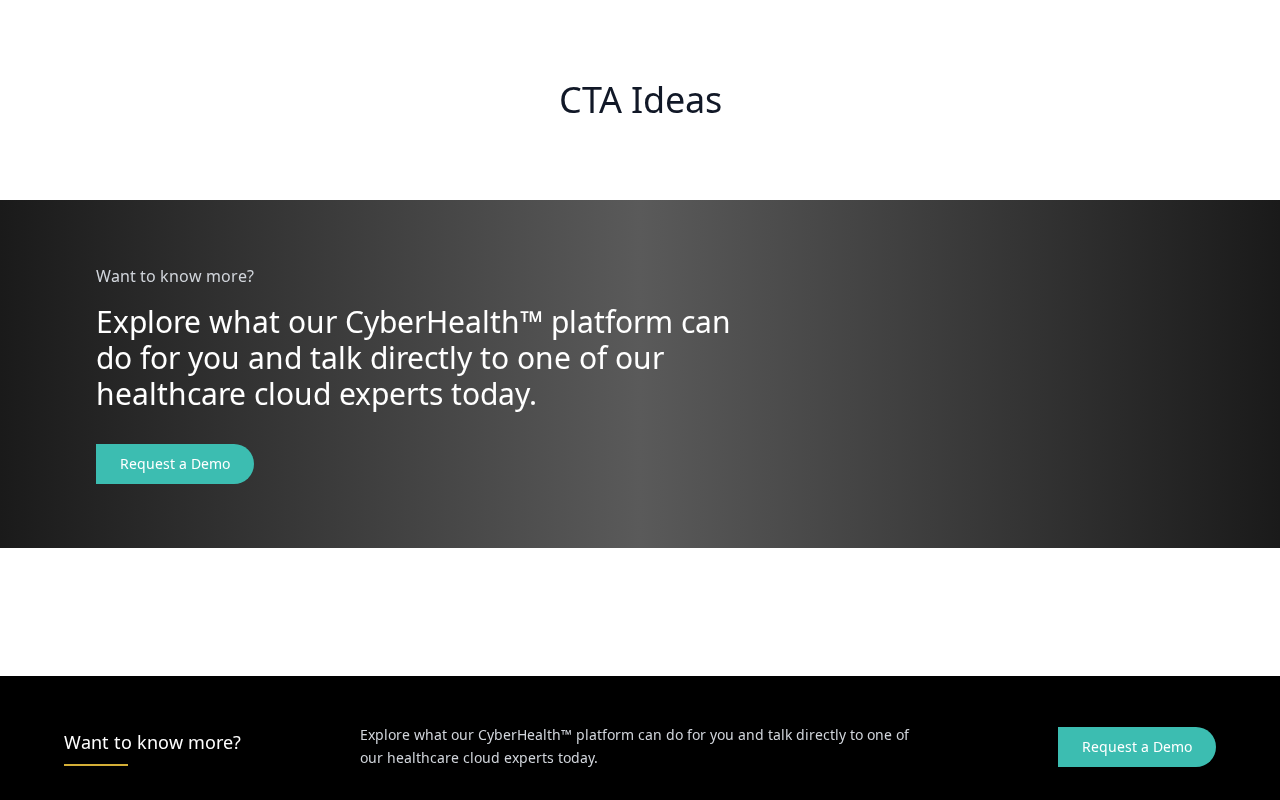 CTA Ideas
Want to know more?
Explore what our CyberHealth™ platform can
do for you and talk directly to one of our
healthcare cloud experts today.
Request a Demo
Want to know more?
Explore what our CyberHealth™ platform can do for you and talk directly to one of
our healthcare cloud experts today.
Request a Demo